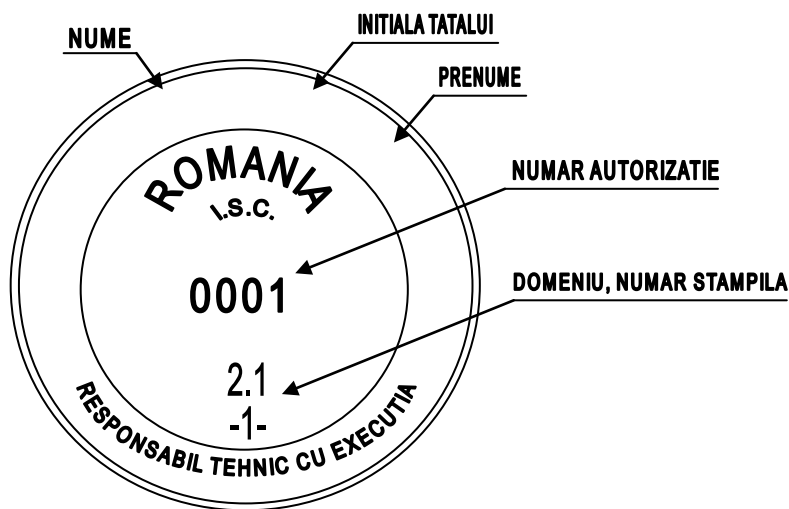 NUME
INITIALA TATALUI
PRENUME
ROMANIA
I.S.C.
NUMAR AUTORIZATIE
0001
DOMENIU, NUMAR STAMPILA
2.1
-1-
RESPONSABIL TEHNIC CU EXECUTIA